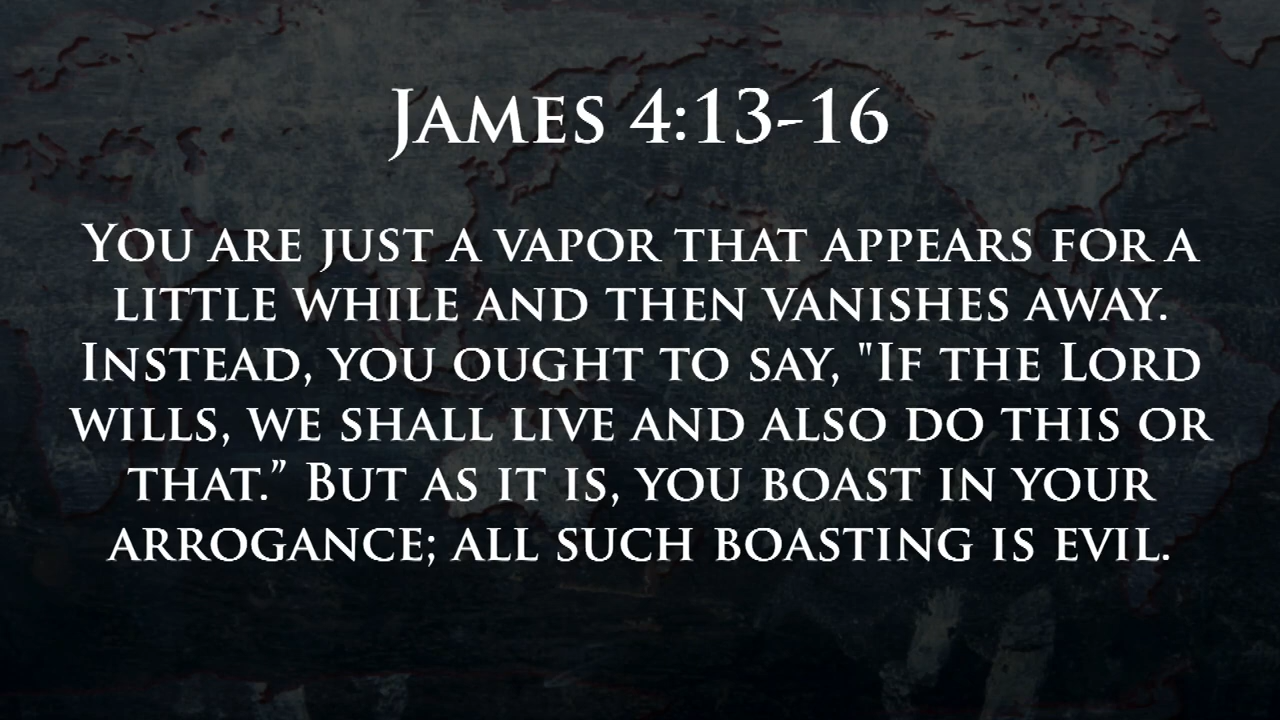 James 4:13-16
You are just a vapor that appears for a
little while and then vanishes away.
Instead, you ought to say, "If the Lord
wills, we shall live and also do this or
that.” But as it is, you boast in your
arrogance; all such boasting is evil.